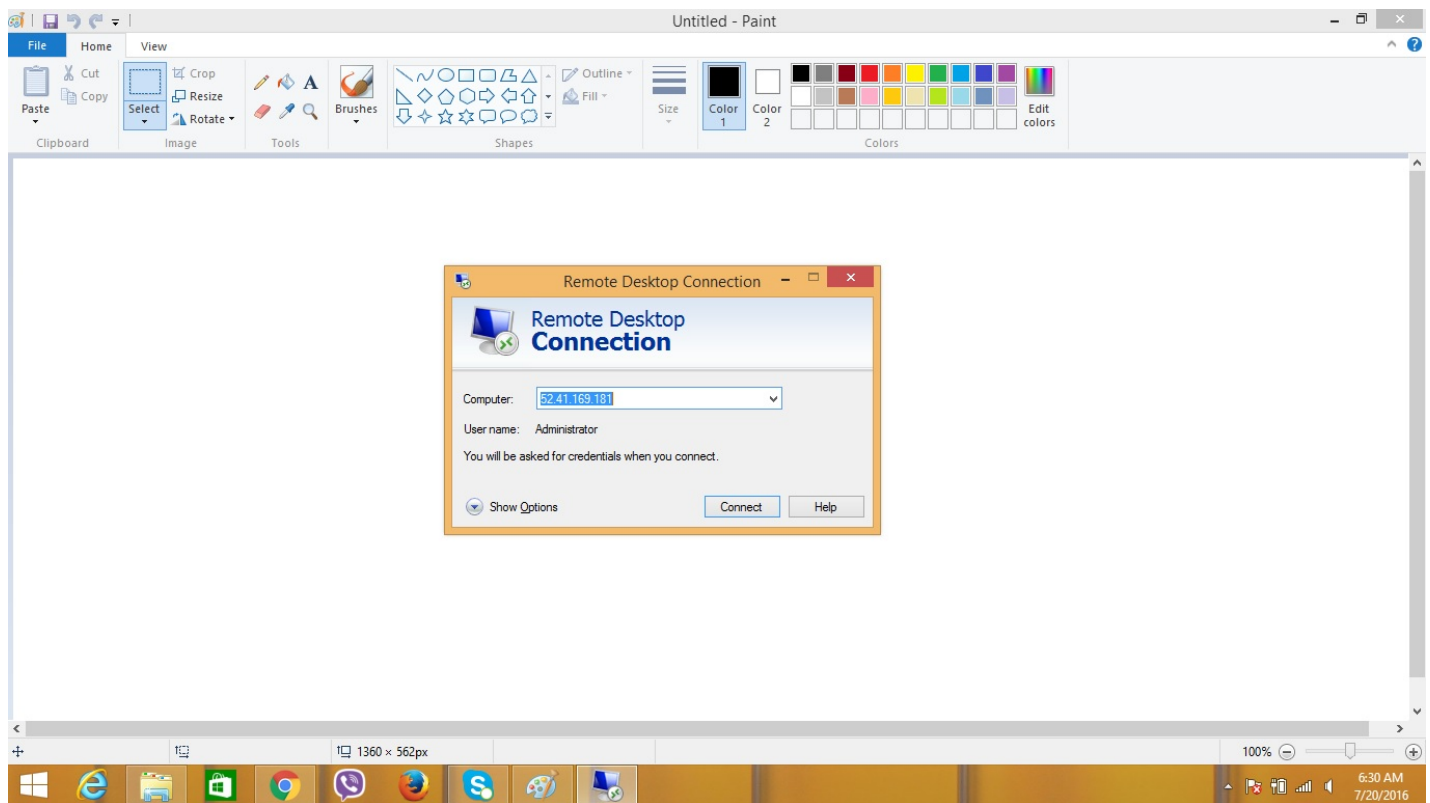 Untitled - Paint
File Home View
Cut
Copy
Paste
Clipboard
Select
Crop
Resize
Rotate
Image
A
Tools
Brushes
Outline
Fill
Shapes
Size
Color 1
Color 2
Edit colors
Colors
Remote Desktop Connection
Remote Desktop
Connection
Computer: 52.41.169.181
User name: Administrator
You will be asked for credentials when you connect.
Show Options
Connect Help
1360 × 562px
100%
6:30 AM
7/20/2016